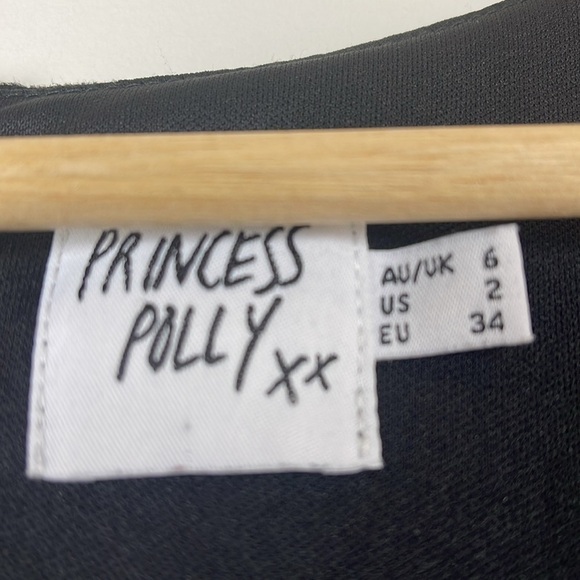 PRINCESS
POLLY xx
AU/UK 6
US 2
EU 34